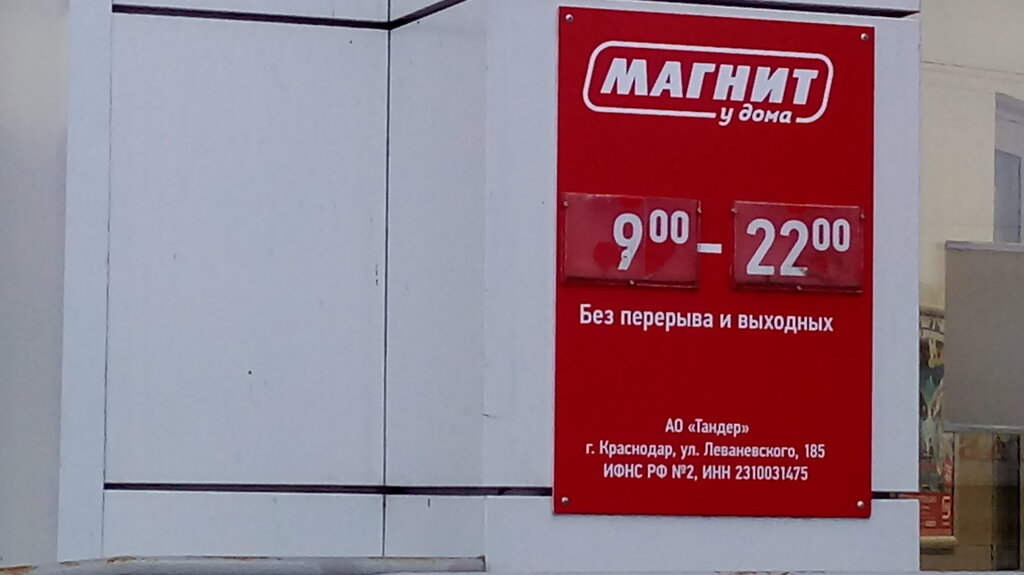 МАГНИТ
у дома
9⁰⁰ – 22⁰⁰
Без перерыва и выходных
АО «Тандер»
г. Краснодар, ул. Леваневского, 185
ИФНС РФ №2, ИНН 2310031475